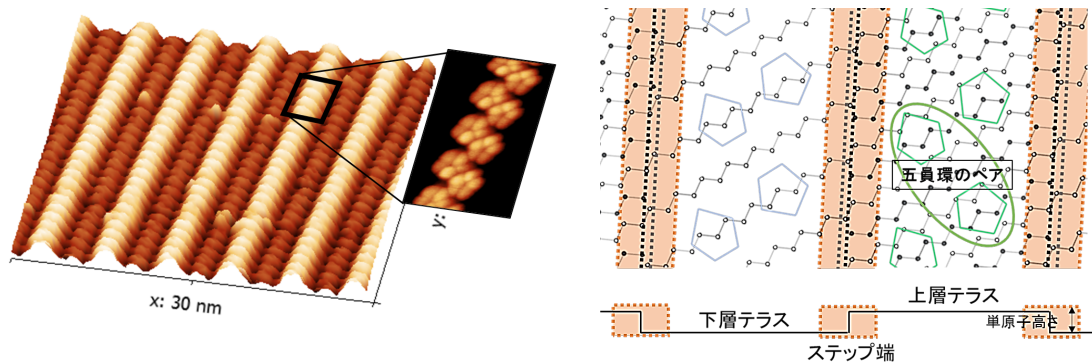 x: 30 nm
y:
五員環のペア
上層テラス
下層テラス
単原子高さ
ステップ端